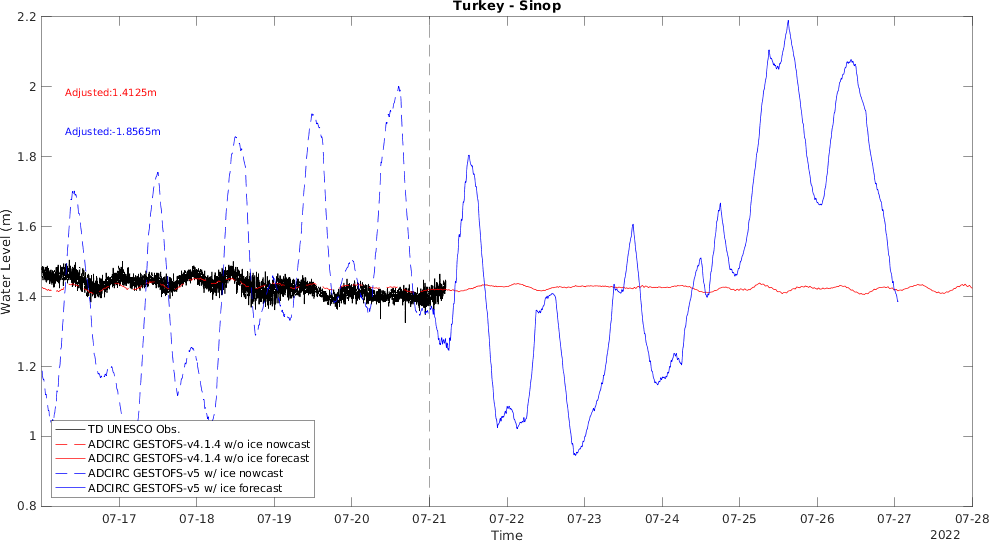 Turkey - Sinop
2.2
2
1.8
1.6
1.4
1.2
1
0.8
Water Level (m)
Adjusted:1.4125m
Adjusted:-1.8565m
TD UNESCO Obs.
ADCIRC GESTOFS-v4.1.4 w/o ice nowcast
ADCIRC GESTOFS-v4.1.4 w/o ice forecast
ADCIRC GESTOFS-v5 w/ ice nowcast
ADCIRC GESTOFS-v5 w/ ice forecast
07-17 07-18 07-19 07-20 07-21 07-22 07-23 07-24 07-25 07-26 07-27 07-28
Time
2022